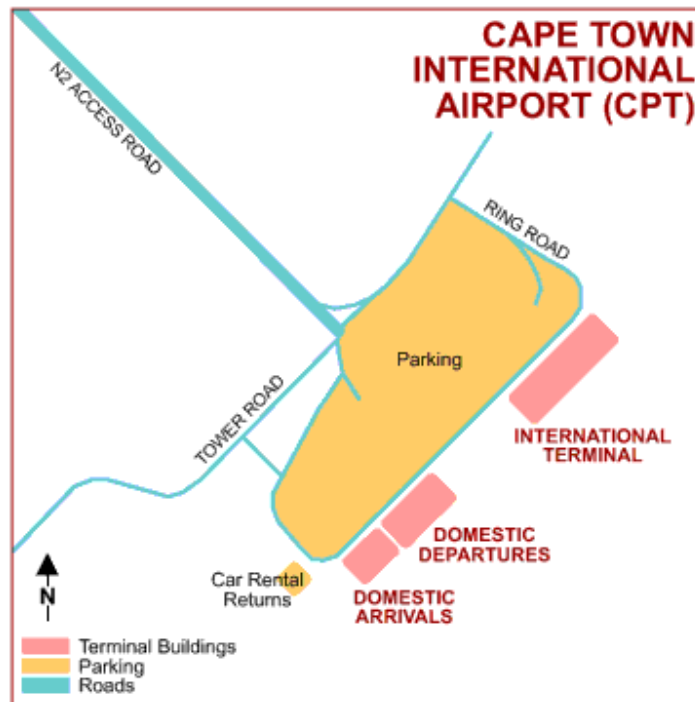 CAPE TOWN
INTERNATIONAL
AIRPORT (CPT)
N2 ACCESS ROAD
RING ROAD
Parking
TOWER ROAD
INTERNATIONAL
TERMINAL
DOMESTIC
DEPARTURES
Car Rental
Returns
DOMESTIC
ARRIVALS
N
Terminal Buildings
Parking
Roads